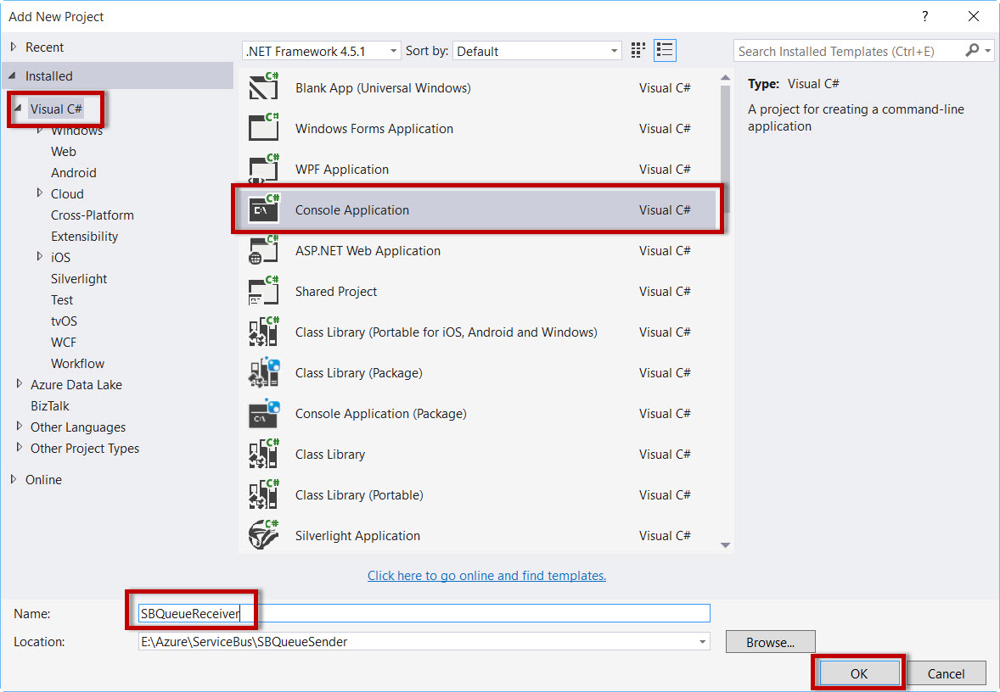 Add New Project
?
Recent
Installed
Visual C#
Windows
Web
Android
Cloud
Cross-Platform
Extensibility
iOS
Silverlight
Test
tvOS
WCF
Workflow
Azure Data Lake
BizTalk
Other Languages
Other Project Types
Online
.NET Framework 4.5.1 Sort by: Default
Blank App (Universal Windows) Visual C#
Windows Forms Application Visual C#
WPF Application Visual C#
Console Application Visual C#
ASP.NET Web Application Visual C#
Shared Project Visual C#
Class Library (Portable for iOS, Android and Windows) Visual C#
Class Library (Package) Visual C#
Console Application (Package) Visual C#
Class Library Visual C#
Class Library (Portable) Visual C#
Silverlight Application Visual C#
Click here to go online and find templates.
Search Installed Templates (Ctrl+E)
Type: Visual C#
A project for creating a command-line
application
Name: SBQueueReceiver
Location: E:\Azure\ServiceBus\SBQueueSender
Browse...
OK Cancel